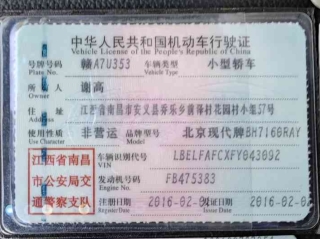 中华人民共和国机动车行驶证
Vehicle License of the People's Republic of China
号牌号码 赣A7U353 车辆类型 小型轿车
Plate No. Vehicle Type
所有人 谢高
Owner
住址 江西省南昌市安义县乔乐乡前泽村花园村小组57号
Address
使用性质 非营运 品牌型号 北京现代牌BH7160RAY
Use Character Model
江西省南昌
市公安局交
通警察支队
车辆识别代号 LBELFAFCXFY043092
VIN
发动机号码 FB475383
Engine No.
注册日期 2016-02-0 发证日期 2016-02-0
Register Date Issue Date